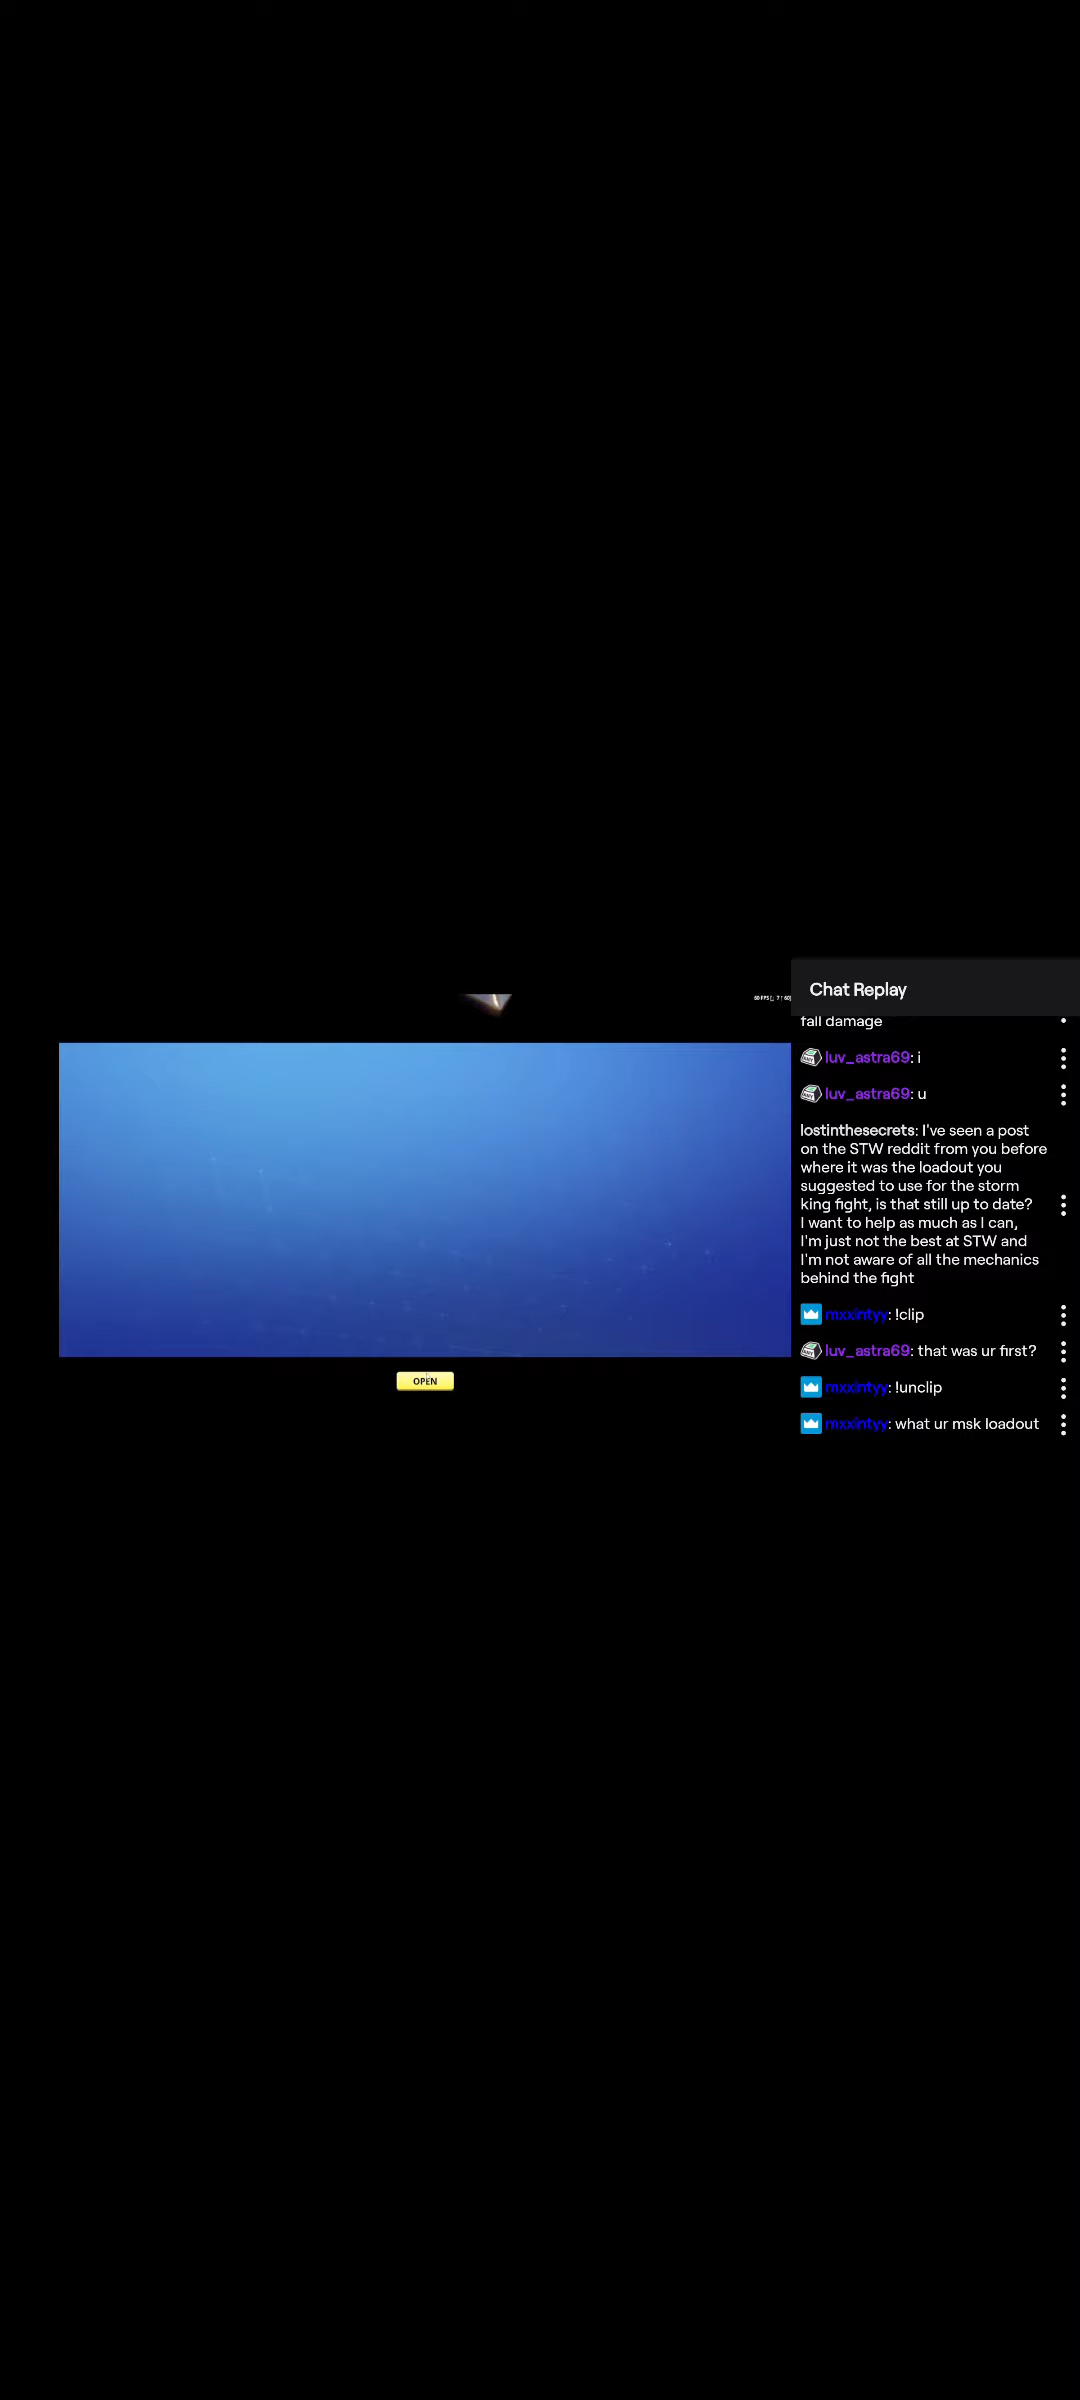 Chat Replay
60 FPS [
fall damage
luv_astra69: i
luv_astra69: u
lostinthesecrets: I've seen a post
on the STW reddit from you before
where it was the loadout you
suggested to use for the storm
king fight, is that still up to date?
I want to help as much as I can,
I'm just not the best at STW and
I'm not aware of all the mechanics
behind the fight
mxxintyy: !clip
luv_astra69: that was ur first?
OPEN
mxxintyy: !unclip
mxxintyy: what ur msk loadout